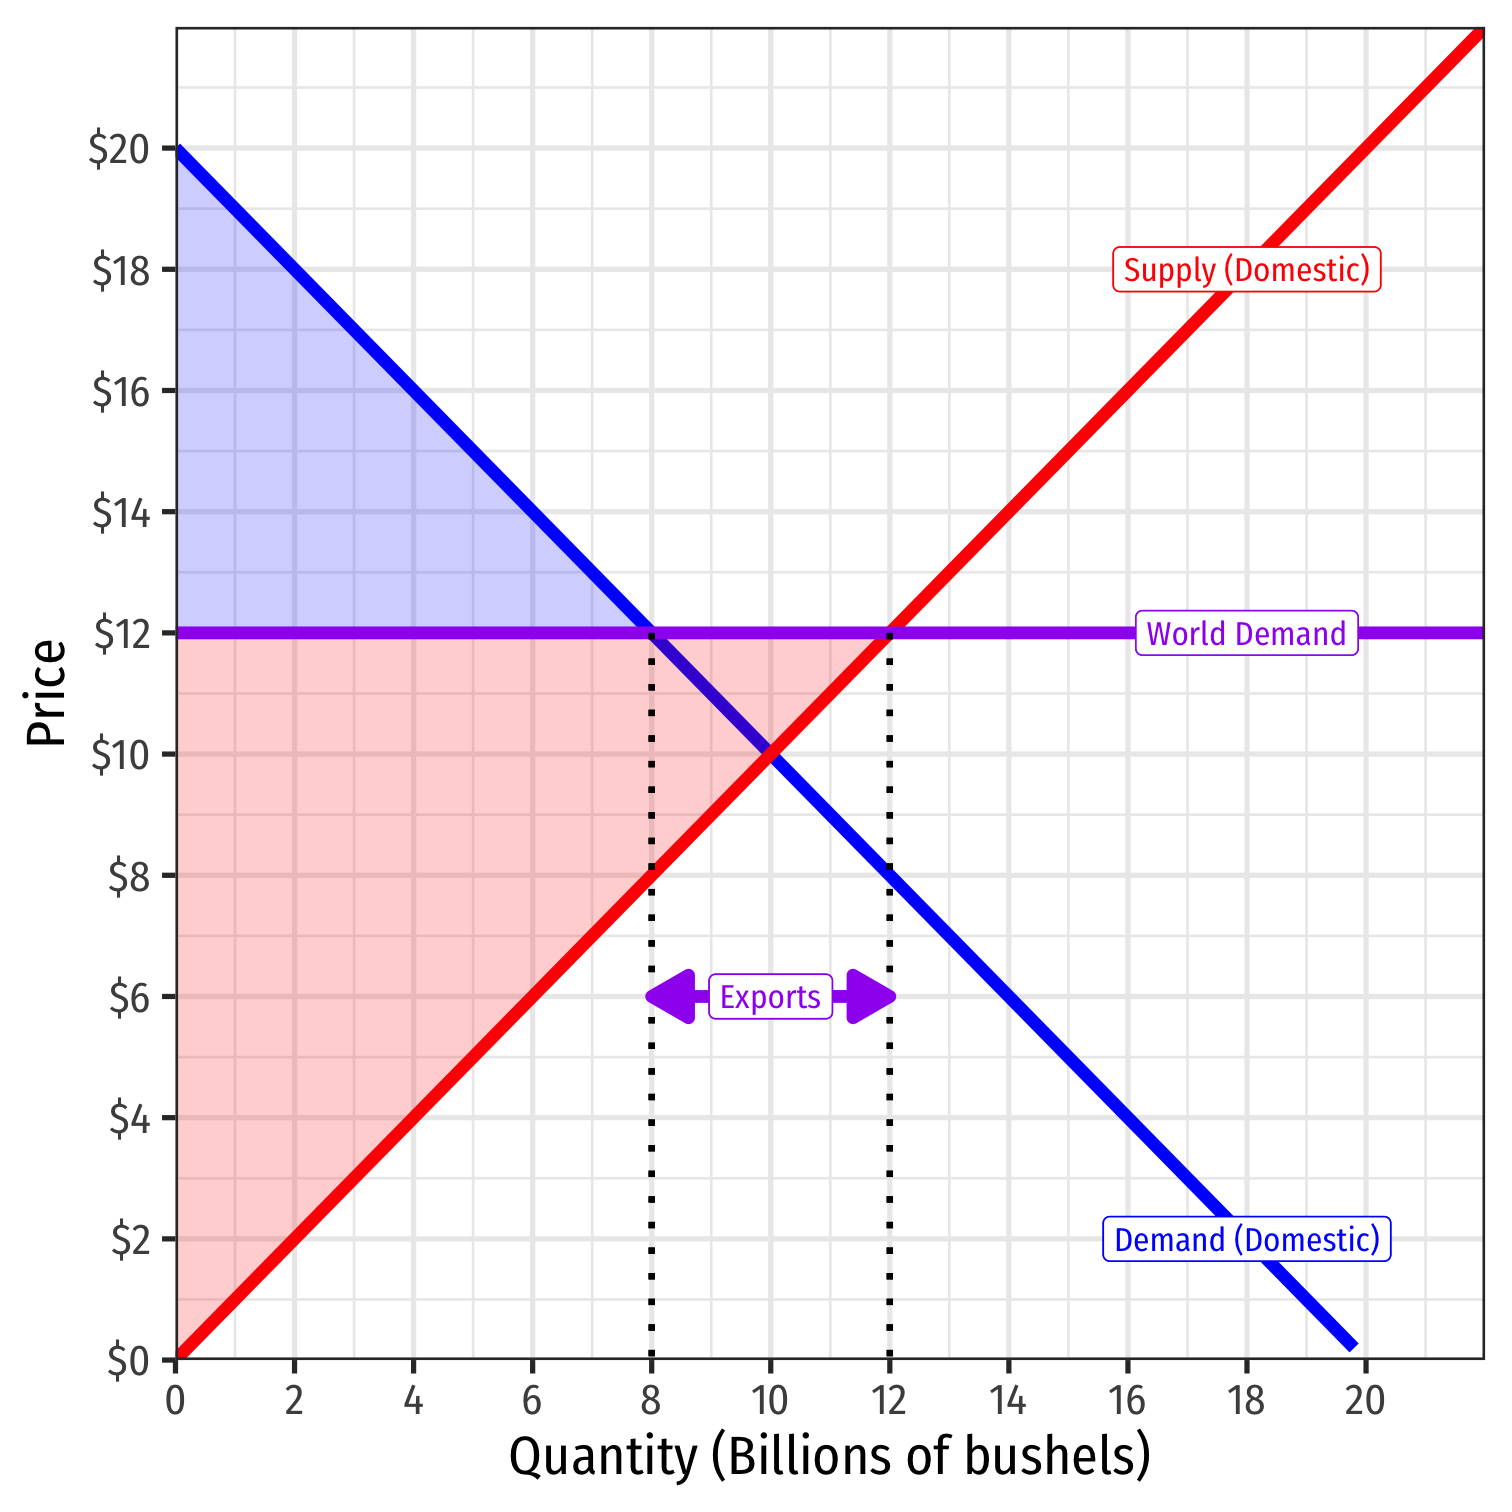 $20
Supply (Domestic)
$18
$16
$14
World Demand
$12
Price
$10
$8
Exports
$6
$4
Demand (Domestic)
$2
$0
0 2 4 6 8 10 12 14 16 18 20
Quantity (Billions of bushels)